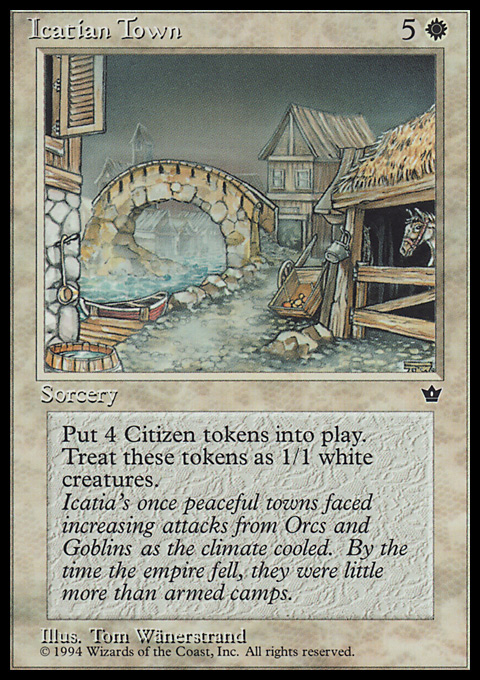 Icatian Town 5
Sorcery
Put 4 Citizen tokens into play.
Treat these tokens as 1/1 white
creatures.
Icatia's once peaceful towns faced
increasing attacks from Orcs and
Goblins as the climate cooled. By the
time the empire fell, they were little
more than armed camps.
Illus. Tom Wänerstrand
© 1994 Wizards of the Coast, Inc. All rights reserved.